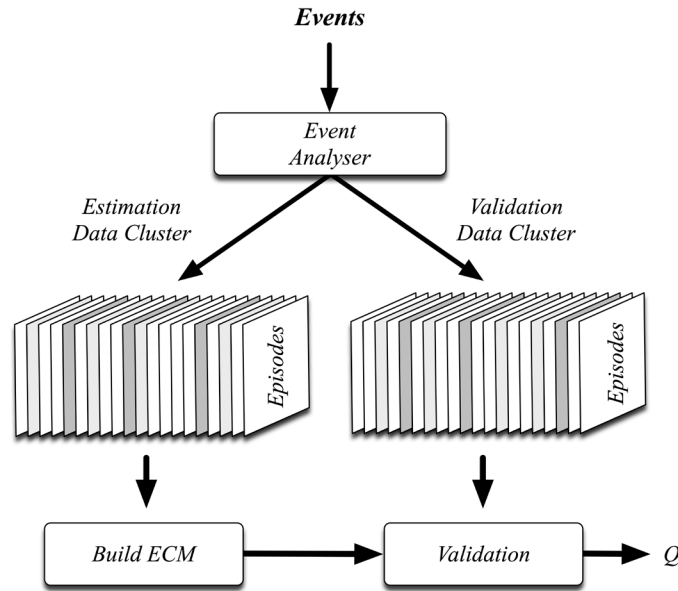 Events
Event
Analyser
Estimation
Data Cluster
Validation
Data Cluster
Episodes
Episodes
Build ECM
Validation
Q